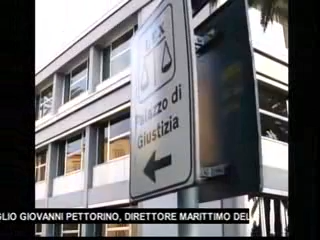 LEX
Palazzo di
Giustizia
GLIO GIOVANNI PETTORINO, DIRETTORE MARITTIMO DEL